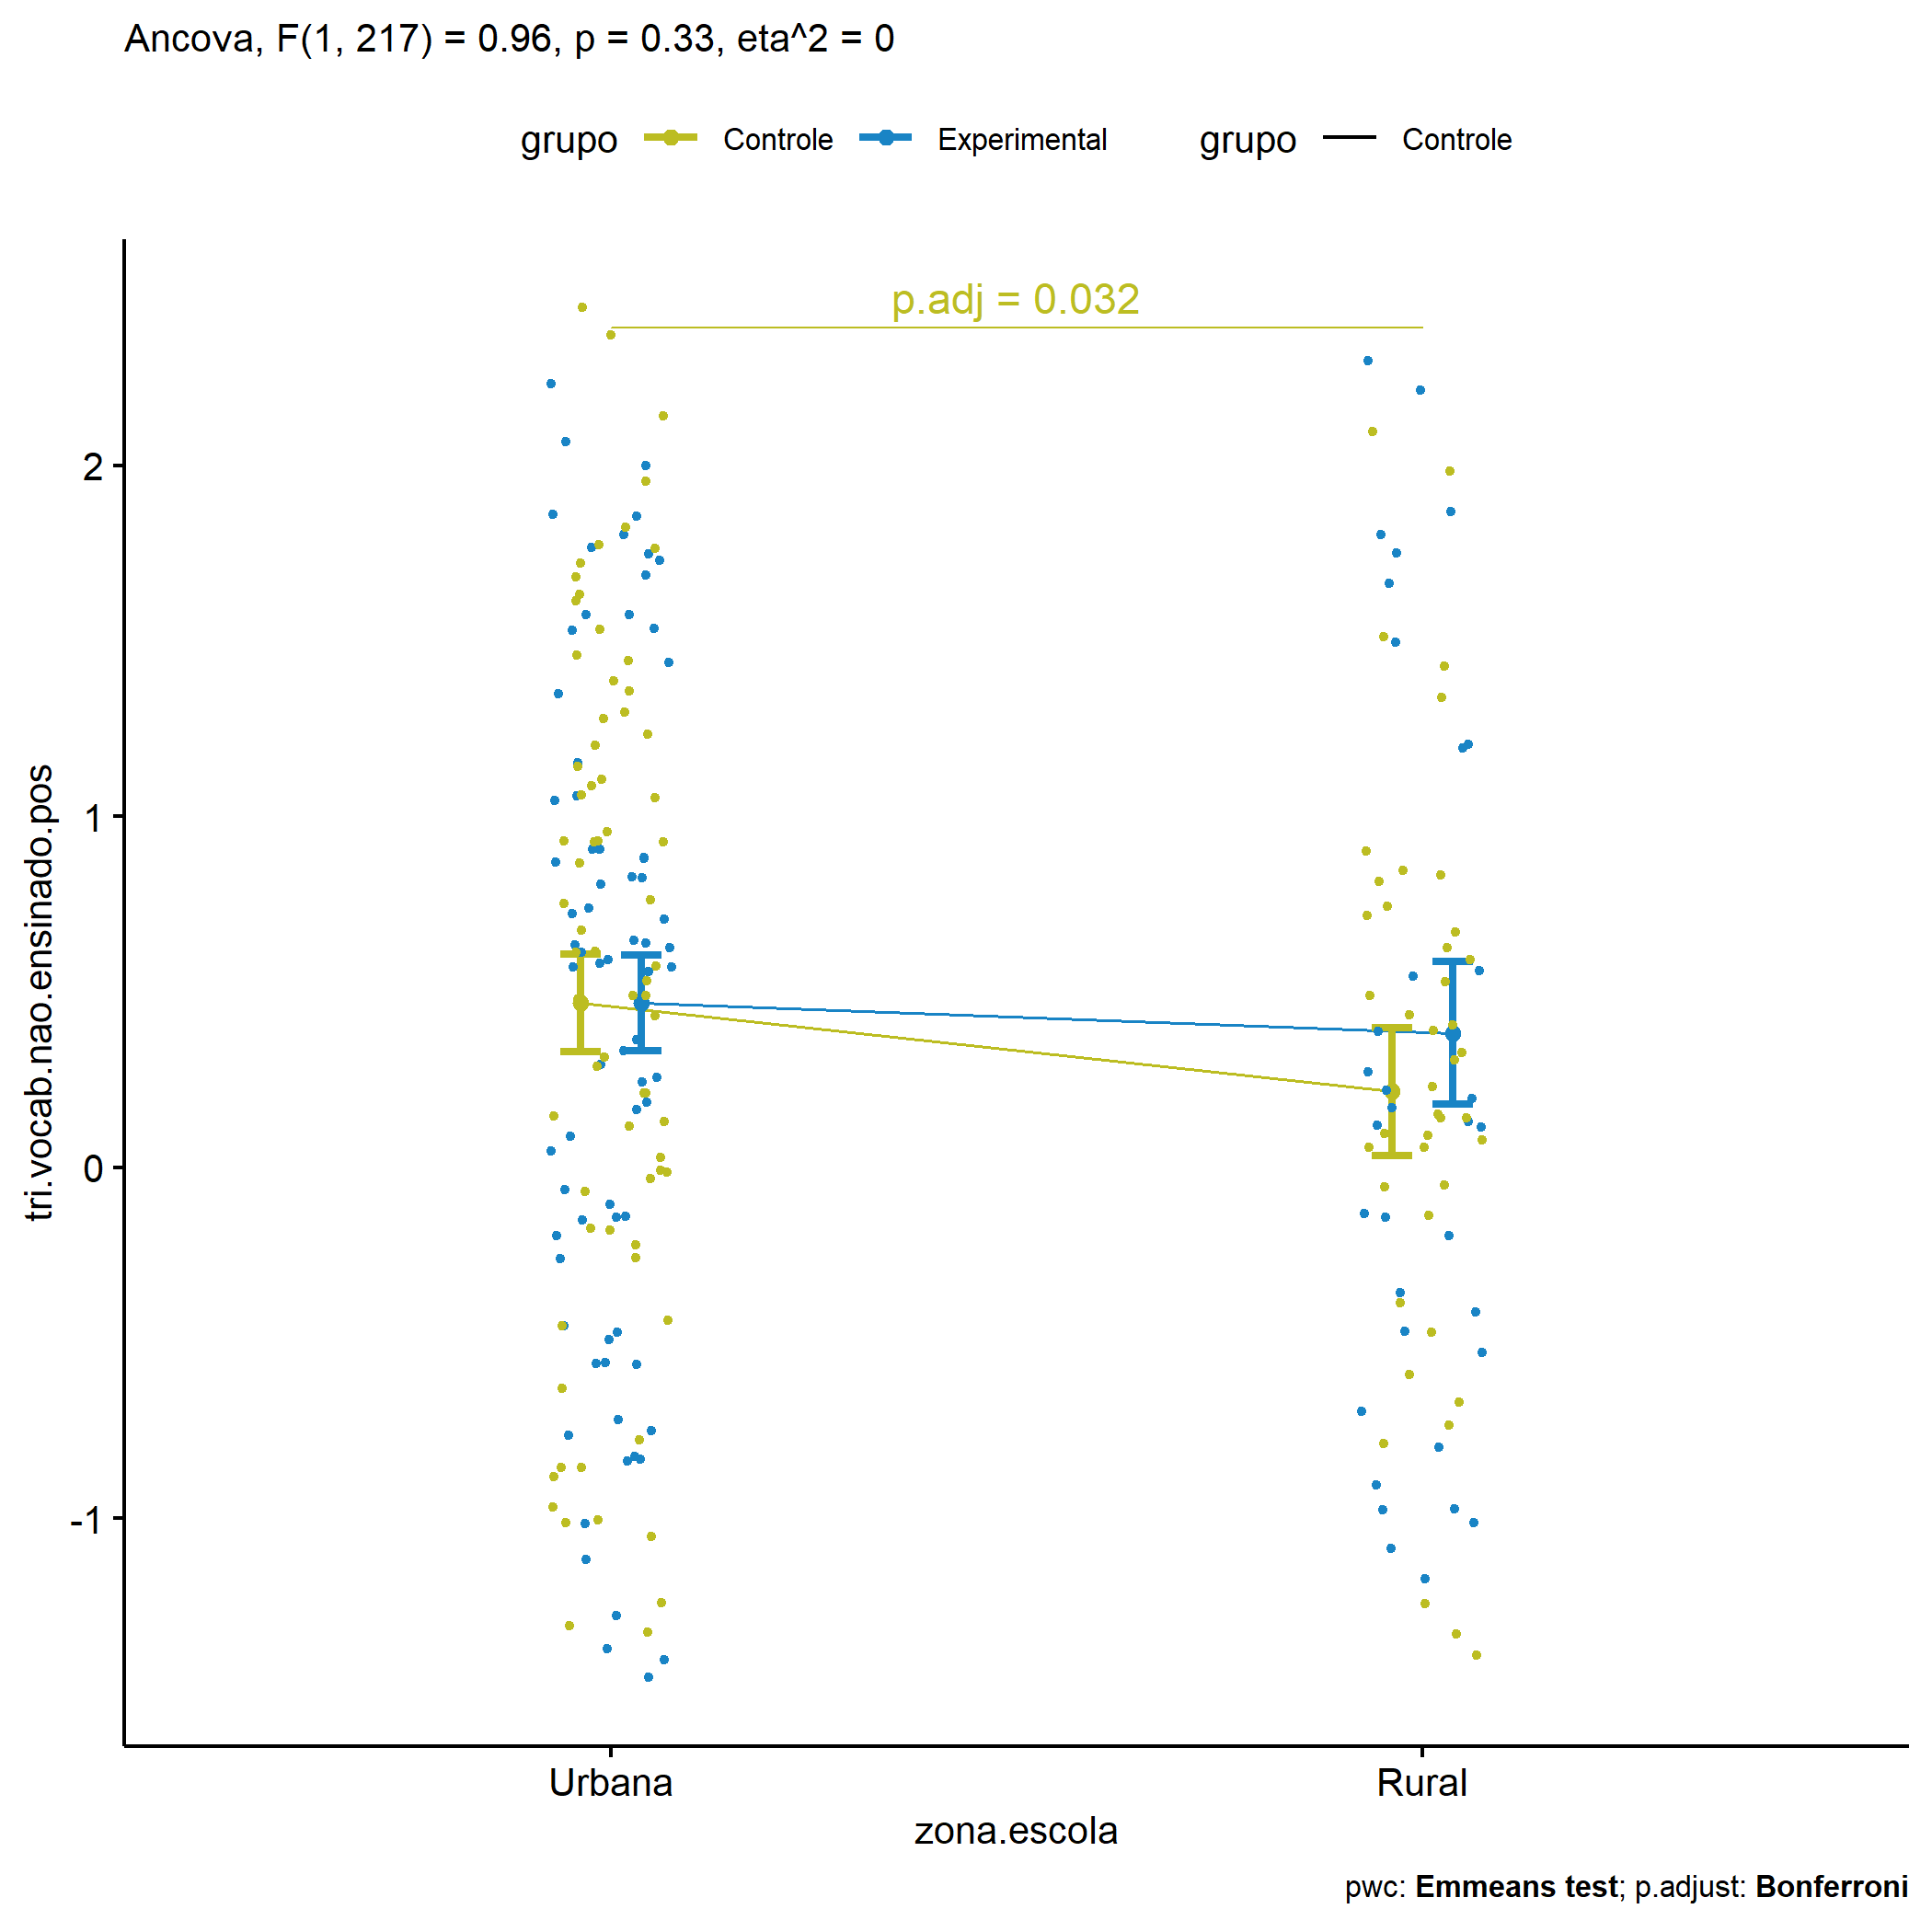 Ancova, F(1, 217) = 0.96, p = 0.33, eta^2 = 0
grupo Controle Experimental grupo Controle
p.adj = 0.032
tri.vocab.nao.ensinado.pos
2
1
0
-1
Urbana Rural
zona.escola
pwc: Emmeans test; p.adjust: Bonferroni